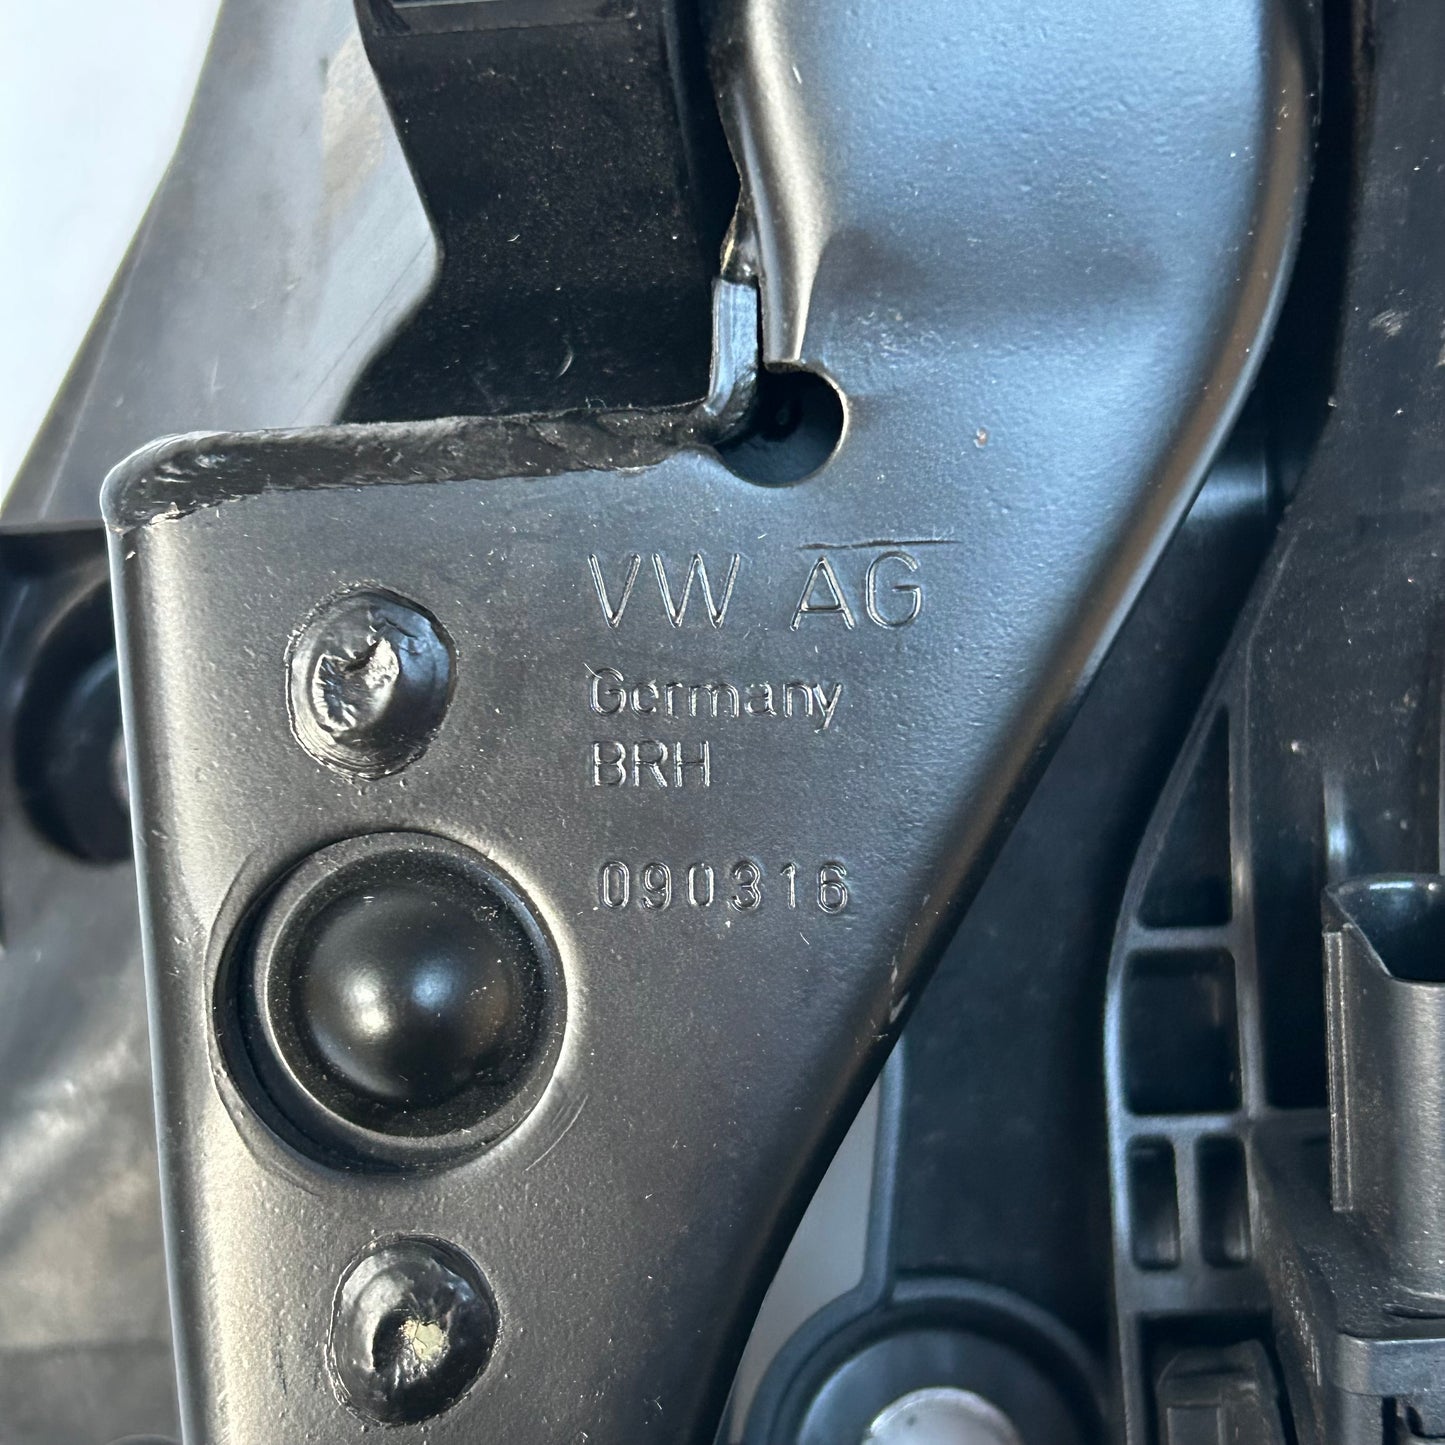 VW AG
Germany
BRH
090316